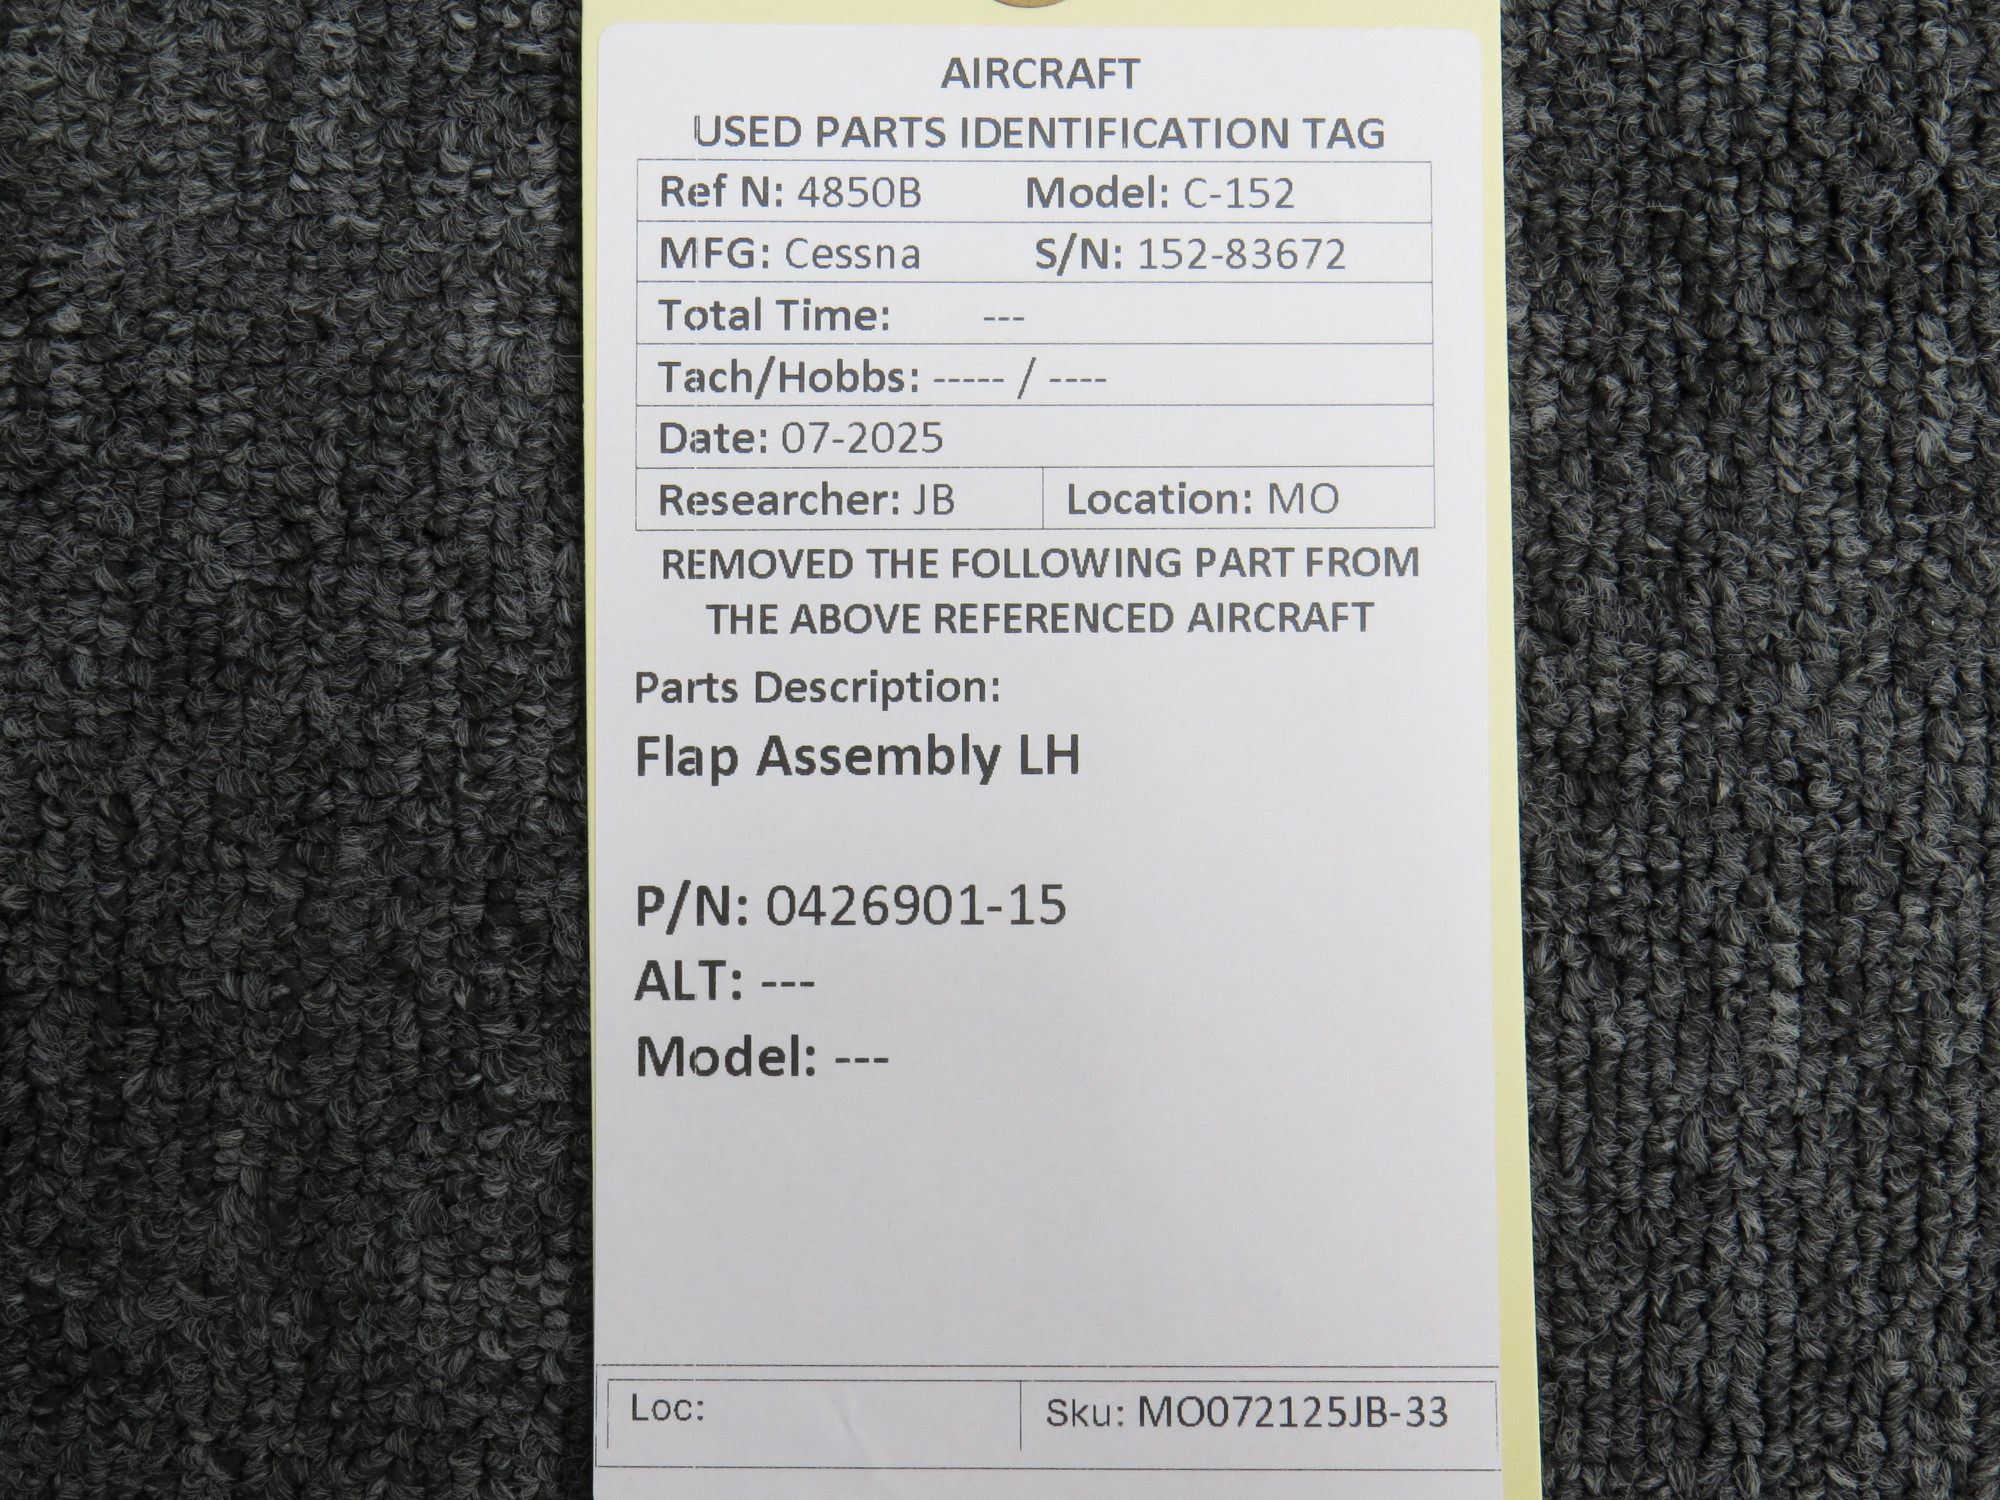 AIRCRAFT
USED PARTS IDENTIFICATION TAG
Ref N: 4850B Model: C-152
MFG: Cessna S/N: 152-83672
Total Time: ---
Tach/Hobbs: ----- / ----
Date: 07-2025
Researcher: JB Location: MO
REMOVED THE FOLLOWING PART FROM
THE ABOVE REFERENCED AIRCRAFT
Parts Description:
Flap Assembly LH
P/N: 0426901-15
ALT: ---
Model: ---
Loc: Sku: MO072125JB-33